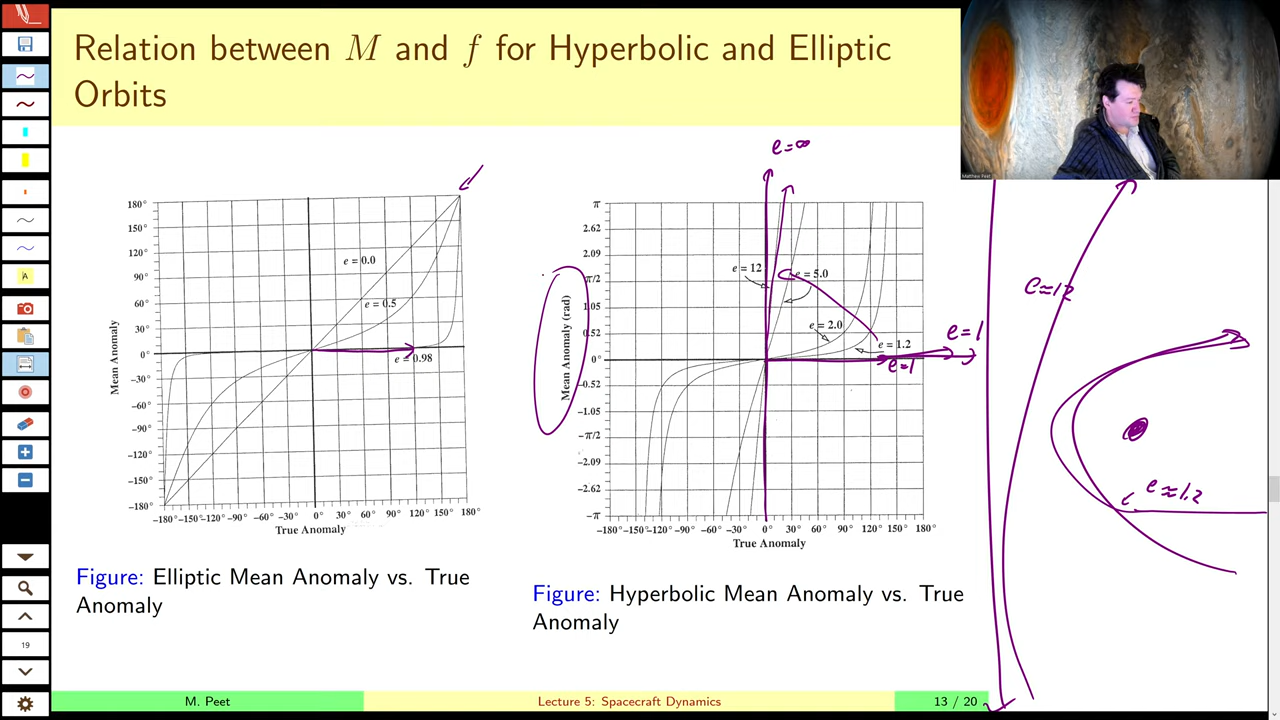 Relation between M and f for Hyperbolic and Elliptic
Orbits
Matthew Peet
180°
150°
120°
90°
60°
30°
0°
−30°
−60°
−90°
−120°
−150°
−180°
Mean Anomaly
e = 0.0
e = 0.5
e = 0.98
−180°−150°−120°−90° −60° −30° 0° 30° 60° 90° 120° 150° 180°
True Anomaly
Figure: Elliptic Mean Anomaly vs. True
Anomaly
e=∞
π
2.62
2.09
π/2
1.05
0.52
0°
−0.52
−1.05
−π/2
−2.09
−2.62
−π
Mean Anomaly (rad)
e = 12
e = 5.0
e = 2.0
e = 1.2
e=1
e=1
−180°−150°−120° −90° −60° −30° 0° 30° 60° 90° 120° 150° 180°
True Anomaly
Figure: Hyperbolic Mean Anomaly vs. True
Anomaly
e≈12
e≈1.2
19
M. Peet
Lecture 5: Spacecraft Dynamics
13 / 20